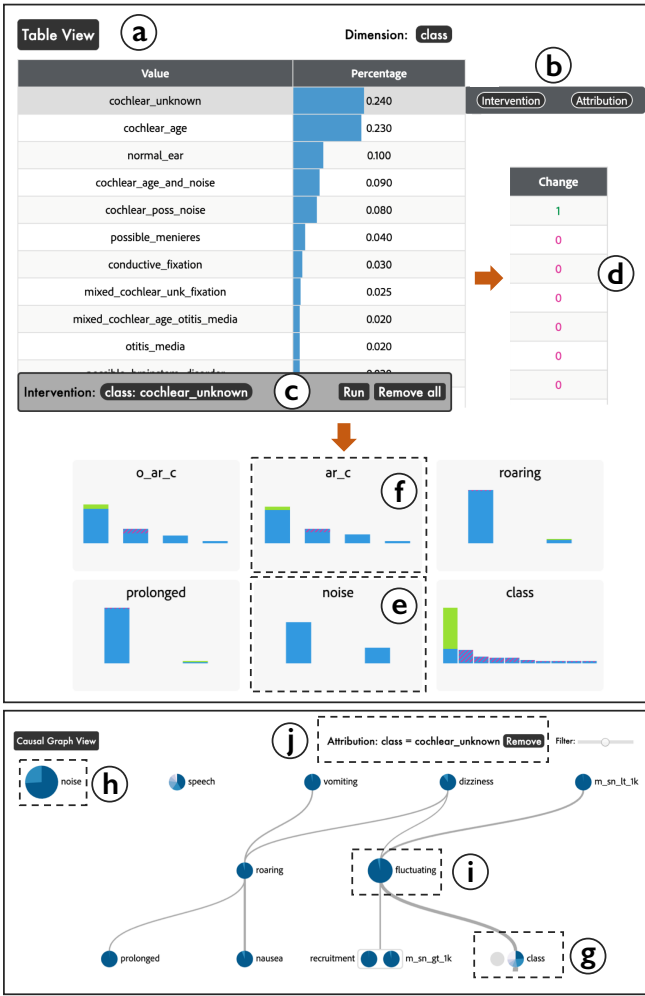 Table View
a
Dimension: class
b
Value Percentage
Intervention Attribution
cochlear_unknown 0.240
cochlear_age 0.230
normal_ear 0.100
cochlear_age_and_noise 0.090
cochlear_poss_noise 0.080
possible_menieres 0.040
conductive_fixation 0.030
mixed_cochlear_unk_fixation 0.025
mixed_cochlear_age_otitis_media 0.020
otitis_media 0.020
Change
1
0
0
0
0
0
0
d
Intervention: class: cochlear_unknown
c
Run Remove all
o_ar_c
ar_c
f
roaring
prolonged
noise
e
class
Causal Graph View
j
Attribution: class = cochlear_unknown Remove
Filter:
noise
h
speech
vomiting
dizziness
m_sn_lt_1k
roaring
fluctuating
i
prolonged
nausea
recruitment
m_sn_gt_1k
class
g